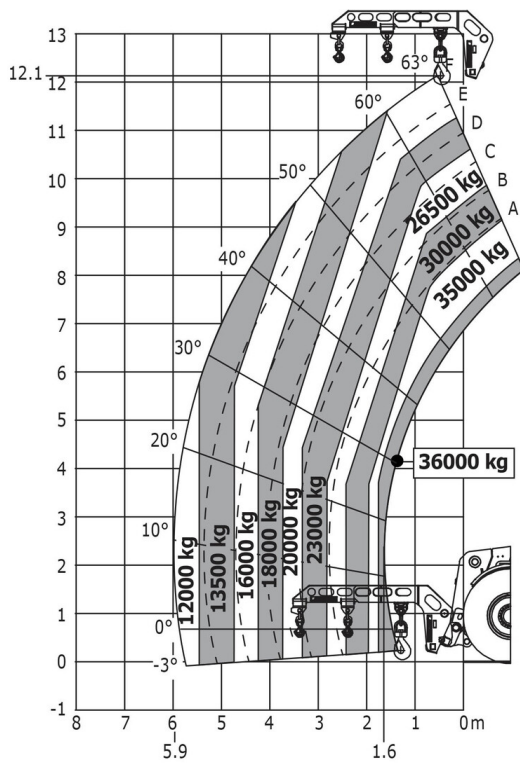 13
12.1
12
11
10
9
8
7
6
5
4
3
2
1
0
-1
63°
F
E
D
C
B
A
60°
50°
40°
30°
20°
10°
0°
-3°
26500 kg
30000 kg
35000 kg
36000 kg
12000 kg
13500 kg
16000 kg
18000 kg
20000 kg
23000 kg
8 7 6 5 4 3 2 1 0m
5.9 1.6